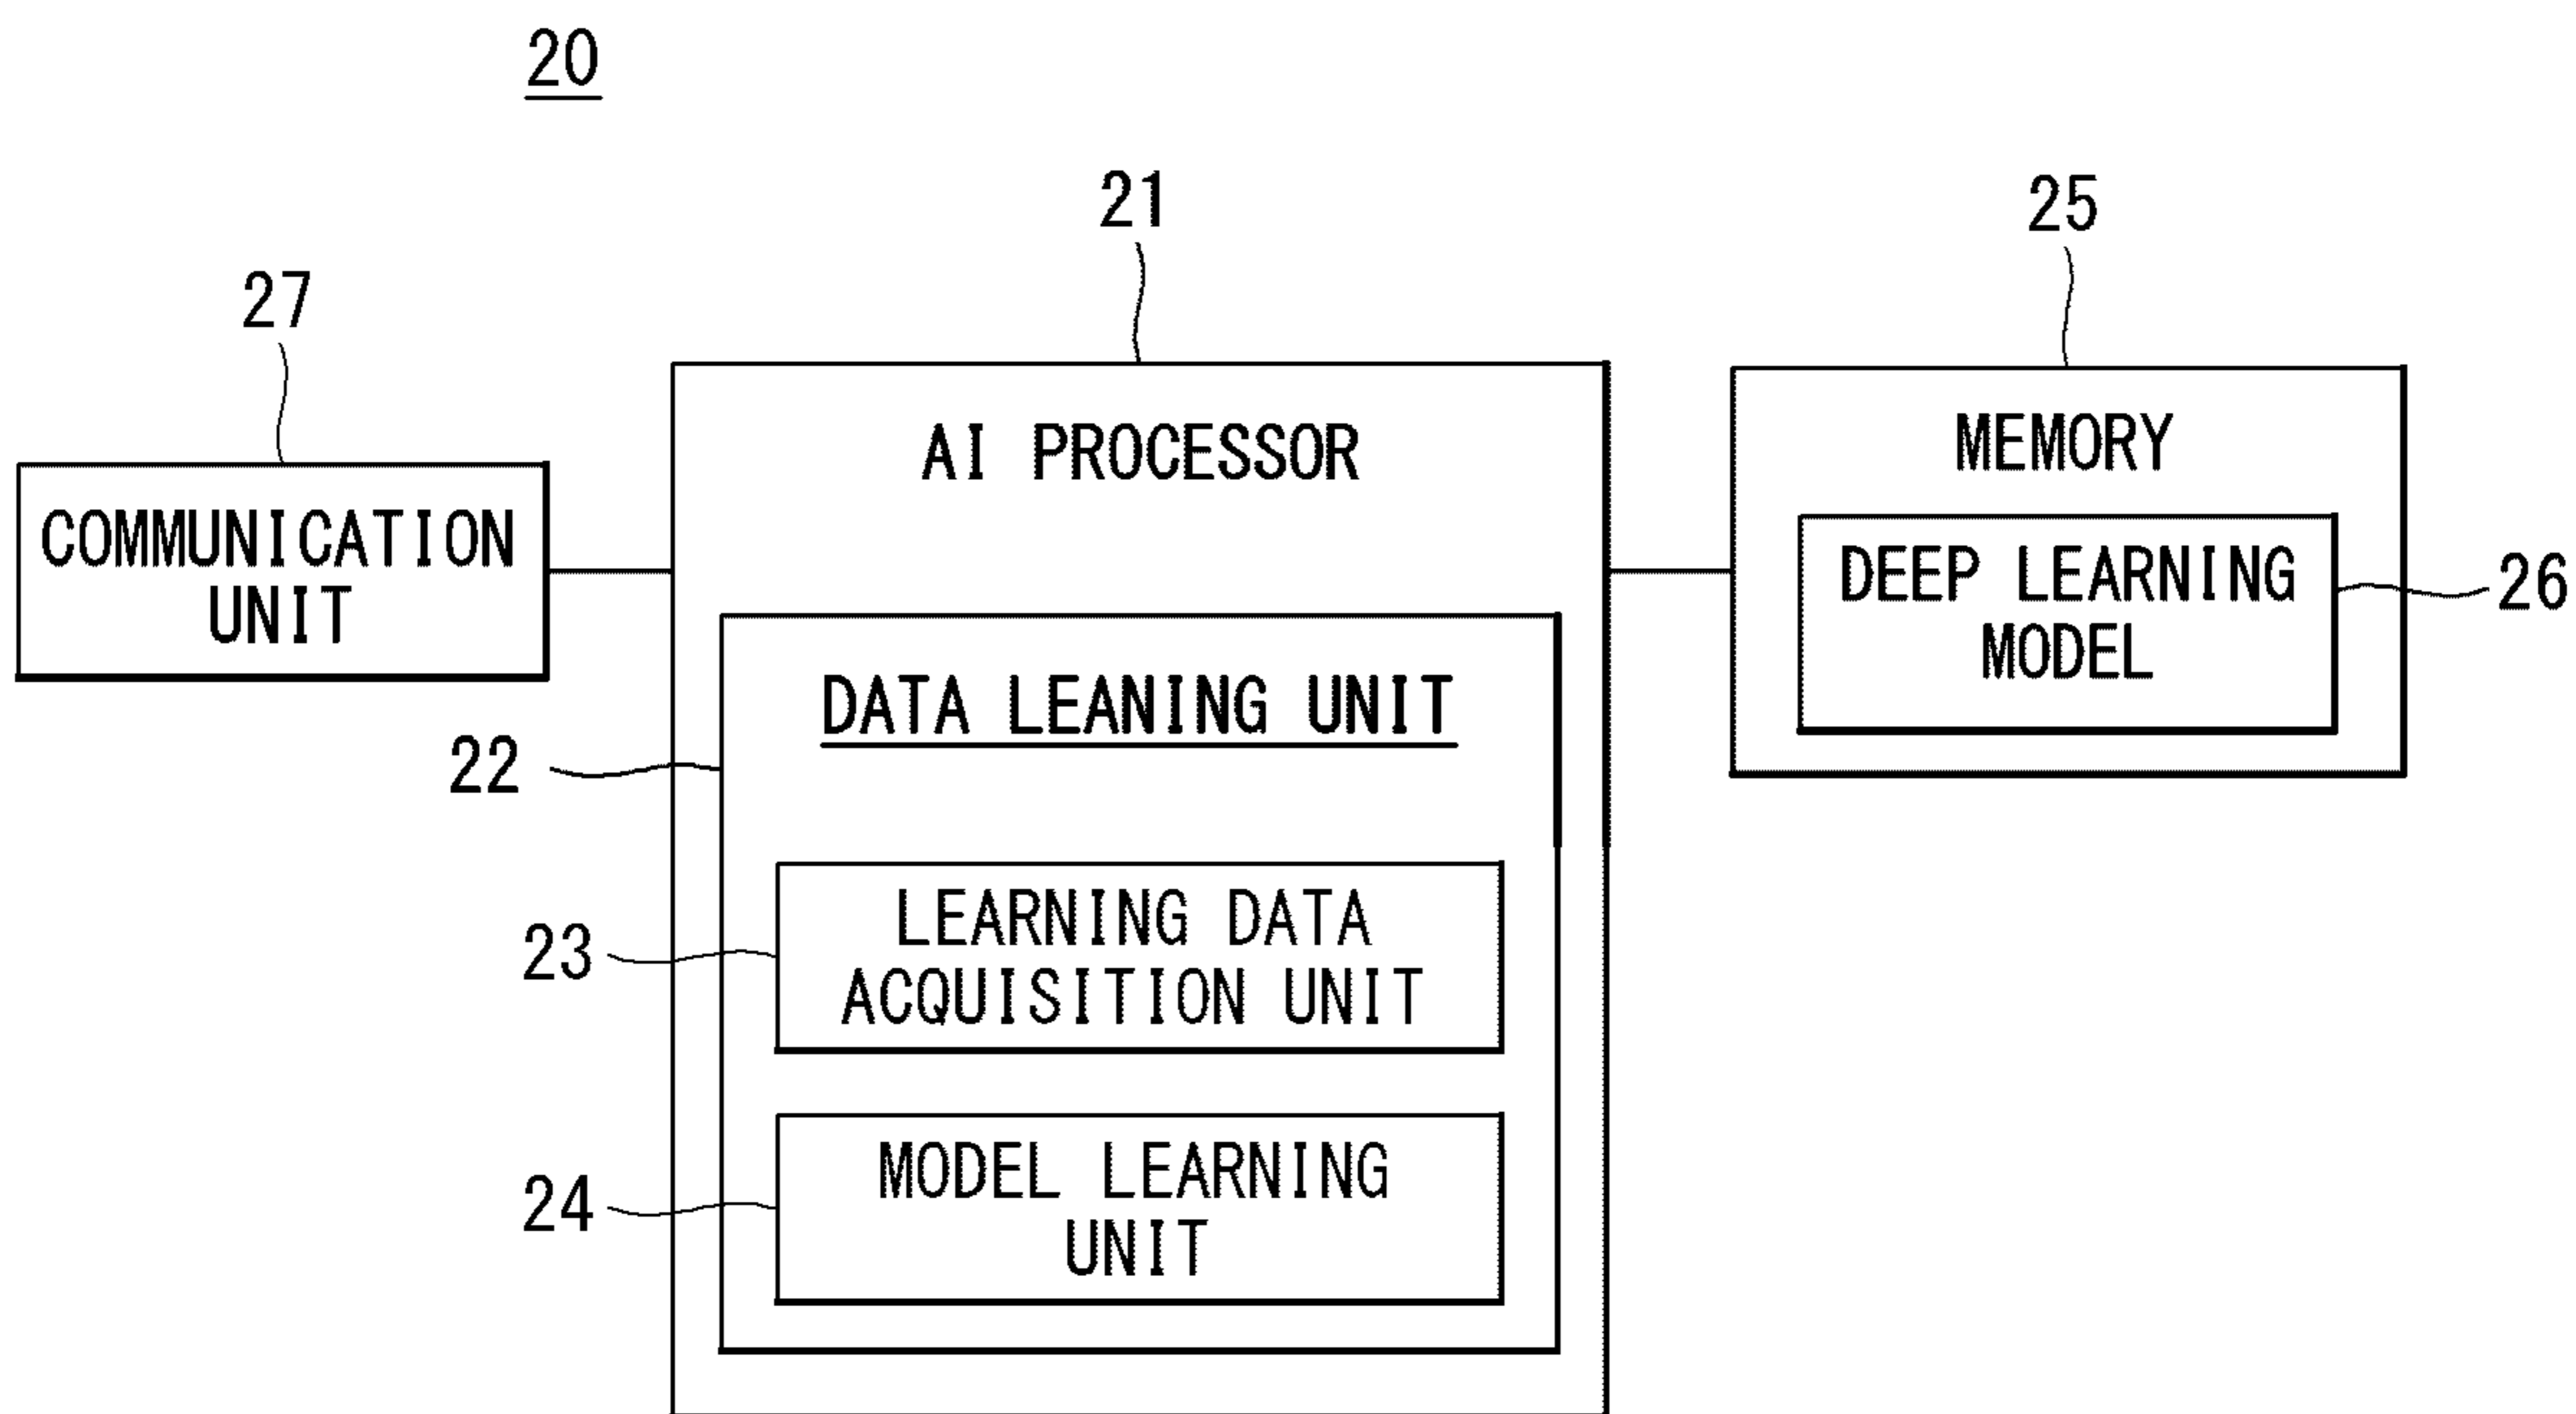 20
21
25
27
AI PROCESSOR
MEMORY
COMMUNICATION
UNIT
DEEP LEARNING
MODEL
26
DATA LEANING UNIT
22
LEARNING DATA
ACQUISITION UNIT
23
MODEL LEARNING
UNIT
24